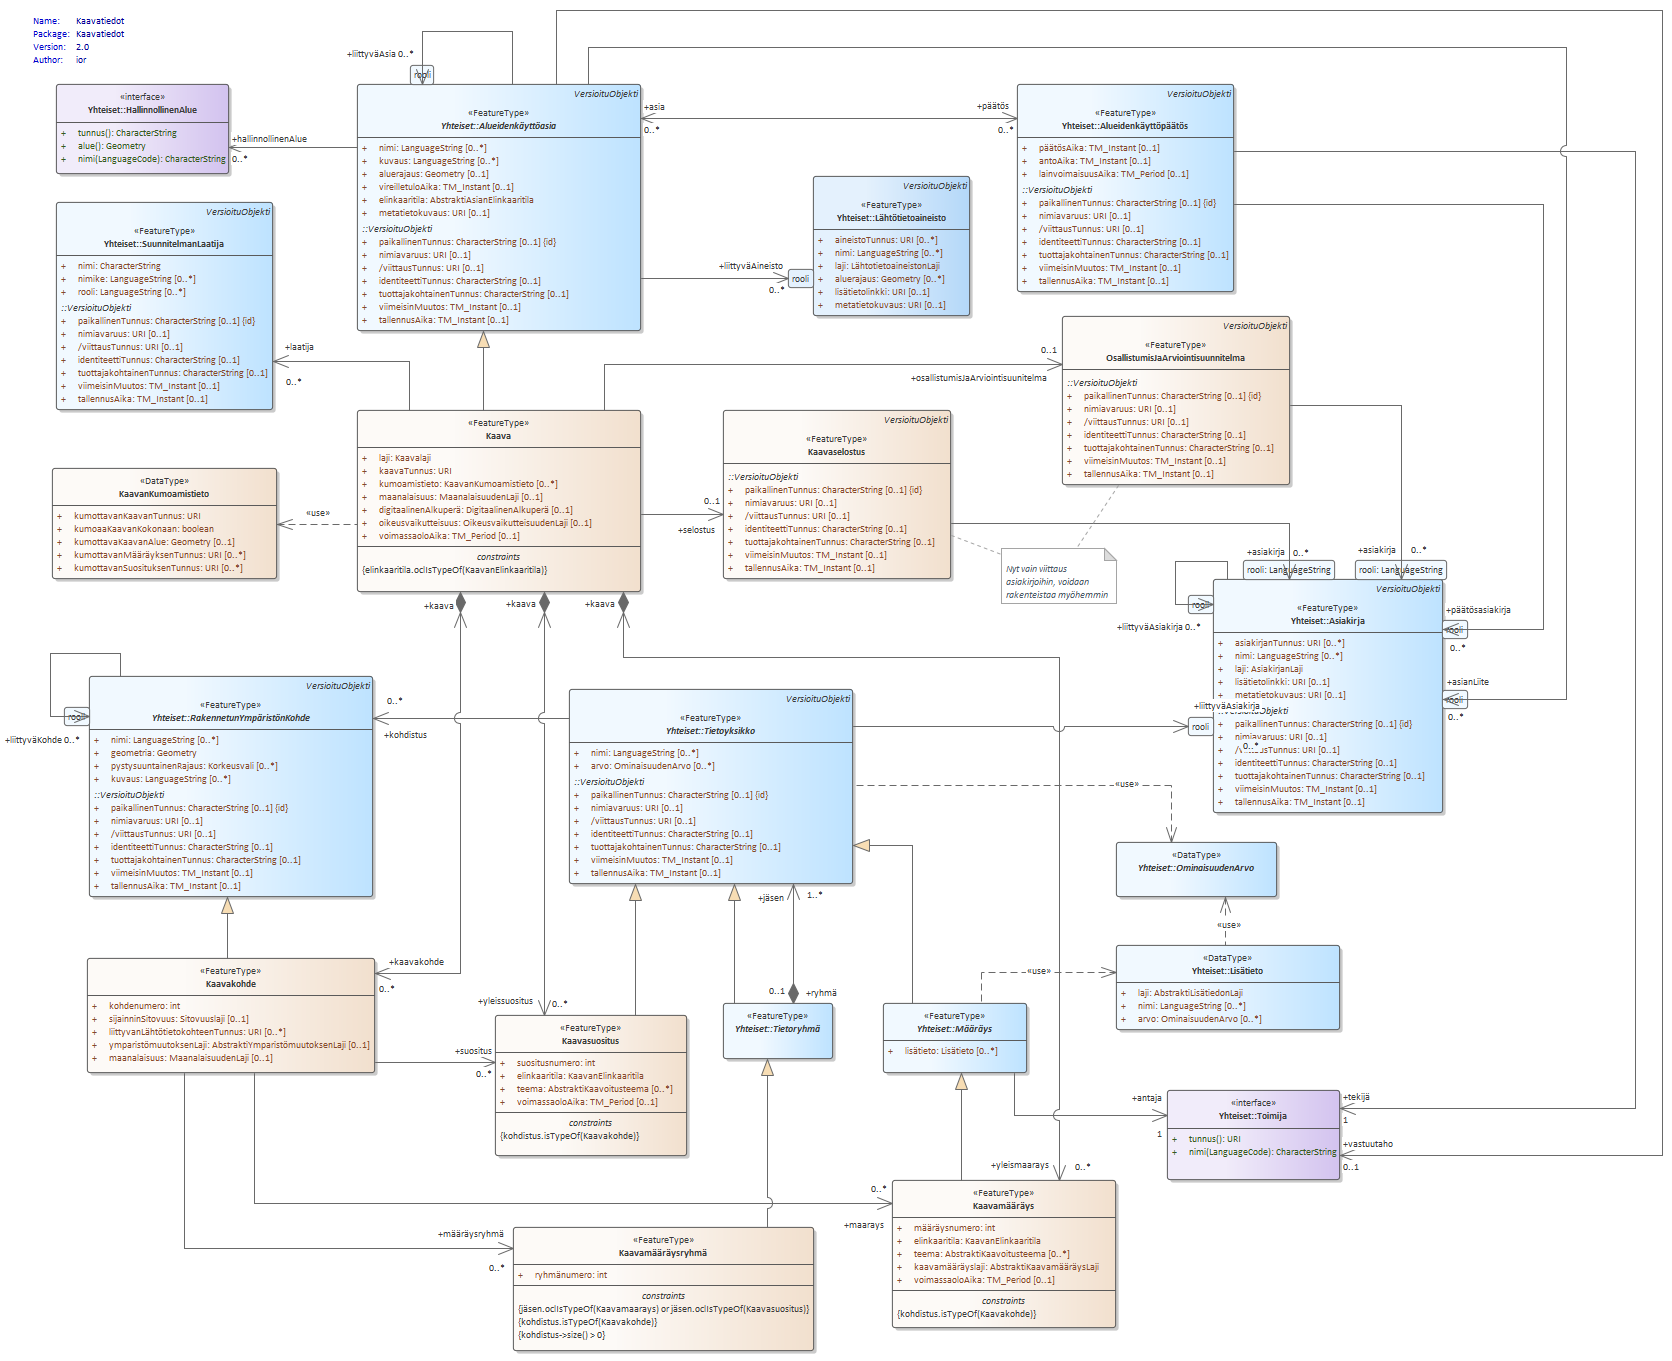 Name: Kaavatiedot
Package: Kaavatiedot
Version: 2.0
Author: ior
+liittyväAsia 0..*
rooli
«interface»
Yhteiset::HallinnollinenAlue
+ tunnus(): CharacterString
+ alue(): Geometry
+ nimi(LanguageCode): CharacterString
+hallinnollinenAlue
0..*
VersioituObjekti
«FeatureType»
Yhteiset::Alueidenkäyttöasia
+ nimi: LanguageString [0..*]
+ kuvaus: LanguageString [0..*]
+ aluerajaus: Geometry [0..1]
+ vireilletuloAika: TM_Instant [0..1]
+ elinkaaritila: AbstraktiAsianElinkaaritila
+ metatietokuvaus: URI [0..1]
::VersioituObjekti
+ paikallinenTunnus: CharacterString [0..1] {id}
+ nimiavaruus: URI [0..1]
+ /viittausTunnus: URI [0..1]
+ identiteettiTunnus: CharacterString [0..1]
+ tuottajakohtainenTunnus: CharacterString [0..1]
+ viimeisinMuutos: TM_Instant [0..1]
+ tallennusAika: TM_Instant [0..1]
+asia
0..*
+päätös
0..*
VersioituObjekti
«FeatureType»
Yhteiset::Alueidenkäyttöpäätös
+ päätösAika: TM_Instant [0..1]
+ antoAika: TM_Instant [0..1]
+ lainvoimaisuusAika: TM_Period [0..1]
::VersioituObjekti
+ paikallinenTunnus: CharacterString [0..1] {id}
+ nimiavaruus: URI [0..1]
+ /viittausTunnus: URI [0..1]
+ identiteettiTunnus: CharacterString [0..1]
+ tuottajakohtainenTunnus: CharacterString [0..1]
+ viimeisinMuutos: TM_Instant [0..1]
+ tallennusAika: TM_Instant [0..1]
VersioituObjekti
«FeatureType»
Yhteiset::Lähtötietoaineisto
+ aineistoTunnus: URI [0..*]
+ nimi: LanguageString [0..*]
+ laji: LähtotietoaineistonLaji
+ aluerajaus: Geometry [0..*]
+ lisätietolinkki: URI [0..1]
+ metatietokuvaus: URI [0..1]
+liittyväAineisto
0..*
rooli
VersioituObjekti
«FeatureType»
Yhteiset::SuunnitelmanLaatija
+ nimi: CharacterString
+ nimike: LanguageString [0..*]
+ rooli: LanguageString [0..*]
::VersioituObjekti
+ paikallinenTunnus: CharacterString [0..1] {id}
+ nimiavaruus: URI [0..1]
+ /viittausTunnus: URI [0..1]
+ identiteettiTunnus: CharacterString [0..1]
+ tuottajakohtainenTunnus: CharacterString [0..1]
+ viimeisinMuutos: TM_Instant [0..1]
+ tallennusAika: TM_Instant [0..1]
+laatija
0..*
VersioituObjekti
«FeatureType»
OsallistumisJaArviointisuunnitelma
::VersioituObjekti
+ paikallinenTunnus: CharacterString [0..1] {id}
+ nimiavaruus: URI [0..1]
+ /viittausTunnus: URI [0..1]
+ identiteettiTunnus: CharacterString [0..1]
+ tuottajakohtainenTunnus: CharacterString [0..1]
+ viimeisinMuutos: TM_Instant [0..1]
+ tallennusAika: TM_Instant [0..1]
0..1
+osallistumisJaArviointisuunitelma
«FeatureType»
Kaava
+ laji: Kaavalaji
+ kaavaTunnus: URI
+ kumoamistieto: KaavanKumoamistieto [0..*]
+ maanalaisuus: MaanalaisuudenLaji [0..1]
+ digitaalinenAlkuperä: DigitaalinenAlkuperä [0..1]
+ oikeusvaikutteisuus: OikeusvaikutteisuudenLaji [0..1]
+ voimassaoloAika: TM_Period [0..1]
constraints
{elinkaaritila.oclIsTypeOf(KaavanElinkaaritila)}
VersioituObjekti
«FeatureType»
Kaavaselostus
::VersioituObjekti
+ paikallinenTunnus: CharacterString [0..1] {id}
+ nimiavaruus: URI [0..1]
+ /viittausTunnus: URI [0..1]
+ identiteettiTunnus: CharacterString [0..1]
+ tuottajakohtainenTunnus: CharacterString [0..1]
+ viimeisinMuutos: TM_Instant [0..1]
+ tallennusAika: TM_Instant [0..1]
0..1
+selostus
«DataType»
KaavanKumoamistieto
+ kumottavanKaavanTunnus: URI
+ kumoaaKaavanKokonaan: boolean
+ kumottavaKaavanAlue: Geometry [0..1]
+ kumottavanMääräyksenTunnus: URI [0..*]
+ kumottavanSuosituksenTunnus: URI [0..*]
«use»
Nyt vain viittaus
asiakirjoihin, voidaan
rakenteistaa myöhemmin
+asiakirja 0..*
rooli: LanguageString
+asiakirja 0..*
rooli: LanguageString
rooli
+liittyväAsiakirja 0..*
VersioituObjekti
«FeatureType»
Yhteiset::Asiakirja
+ asiakirjanTunnus: URI [0..*]
+ nimi: LanguageString [0..*]
+ laji: AsiakirjanLaji
+ lisätietolinkki: URI [0..1]
+ metatietokuvaus: URI [0..1]
+liittyväAsiakirja
::VersioituObjekti
+ paikallinenTunnus: CharacterString [0..1] {id}
+ nimiavaruus: URI [0..1]
0..*
+ /viittausTunnus: URI [0..1]
+ identiteettiTunnus: CharacterString [0..1]
+ tuottajakohtainenTunnus: CharacterString [0..1]
+ viimeisinMuutos: TM_Instant [0..1]
+ tallennusAika: TM_Instant [0..1]
rooli
+päätösasiakirja
rooli
0..*
+asianLiite
rooli
0..*
+kaava
+kaava
+kaava
rooli
+liittyväKohde 0..*
VersioituObjekti
«FeatureType»
Yhteiset::RakennetunYmpäristönKohde
+ nimi: LanguageString [0..*]
+ geometria: Geometry
+ pystysuuntainenRajaus: Korkeusvali [0..*]
+ kuvaus: LanguageString [0..*]
::VersioituObjekti
+ paikallinenTunnus: CharacterString [0..1] {id}
+ nimiavaruus: URI [0..1]
+ /viittausTunnus: URI [0..1]
+ identiteettiTunnus: CharacterString [0..1]
+ tuottajakohtainenTunnus: CharacterString [0..1]
+ viimeisinMuutos: TM_Instant [0..1]
+ tallennusAika: TM_Instant [0..1]
0..*
+kohdistus
VersioituObjekti
«FeatureType»
Yhteiset::Tietoyksikko
+ nimi: LanguageString [0..*]
+ arvo: OminaisuudenArvo [0..*]
::VersioituObjekti
+ paikallinenTunnus: CharacterString [0..1] {id}
+ nimiavaruus: URI [0..1]
+ /viittausTunnus: URI [0..1]
+ identiteettiTunnus: CharacterString [0..1]
+ tuottajakohtainenTunnus: CharacterString [0..1]
+ viimeisinMuutos: TM_Instant [0..1]
+ tallennusAika: TM_Instant [0..1]
«use»
«DataType»
Yhteiset::OminaisuudenArvo
«use»
«DataType»
Yhteiset::Lisätieto
+ laji: AbstraktiLisätiedonLaji
+ nimi: LanguageString [0..*]
+ arvo: OminaisuudenArvo [0..*]
«use»
+jäsen 1..*
0..1 +ryhmä
«FeatureType»
Yhteiset::Tietoryhmä
«FeatureType»
Yhteiset::Määräys
+ lisätieto: Lisätieto [0..*]
«FeatureType»
Kaavakohde
+ kohdenumero: int
+ sijainninSitovuus: Sitovuuslaji [0..1]
+ liittyvanLähtötietokohteenTunnus: URI [0..*]
+ ymparistömuutoksenLaji: AbstraktiYmparistömuutoksenLaji [0..1]
+ maanalaisuus: MaanalaisuudenLaji [0..1]
+kaavakohde
0..*
+yleissuositus 0..*
«FeatureType»
Kaavasuositus
+ suositusnumero: int
+ elinkaaritila: KaavanElinkaaritila
+ teema: AbstraktiKaavoitusteema [0..*]
+ voimassaoloAika: TM_Period [0..1]
constraints
{kohdistus.isTypeOf(Kaavakohde)}
+suositus
0..*
+antaja
1
«interface»
Yhteiset::Toimija
+ tunnus(): URI
+ nimi(LanguageCode): CharacterString
+tekijä
1
+vastuutaho
0..1
+yleismaarays 0..*
0..*
+maarays
«FeatureType»
Kaavamääräys
+ määräysnumero: int
+ elinkaaritila: KaavanElinkaaritila
+ teema: AbstraktiKaavoitusteema [0..*]
+ kaavamääräyslaji: AbstraktiKaavamääräysLaji
+ voimassaoloAika: TM_Period [0..1]
constraints
{kohdistus.isTypeOf(Kaavakohde)}
+määräysryhmä
0..*
«FeatureType»
Kaavamääräysryhmä
+ ryhmänumero: int
constraints
{jäsen.oclIsTypeOf(Kaavamaarays) or jäsen.oclIsTypeOf(Kaavasuositus)}
{kohdistus.isTypeOf(Kaavakohde)}
{kohdistus->size() > 0}